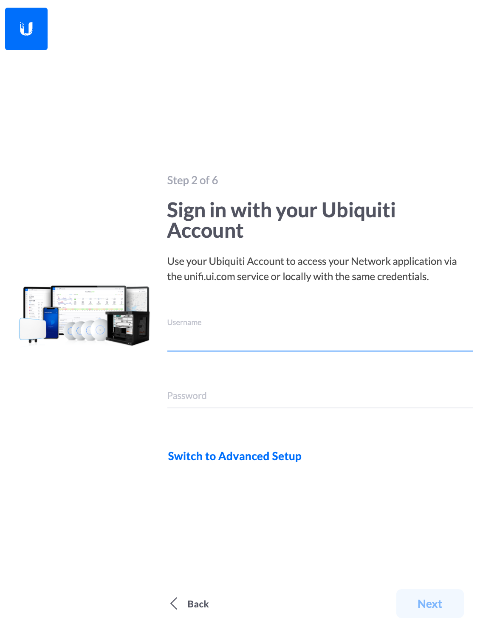 Step 2 of 6
Sign in with your Ubiquiti
Account
Use your Ubiquiti Account to access your Network application via
the unifi.ui.com service or locally with the same credentials.
Username
Password
Switch to Advanced Setup
Back
Next